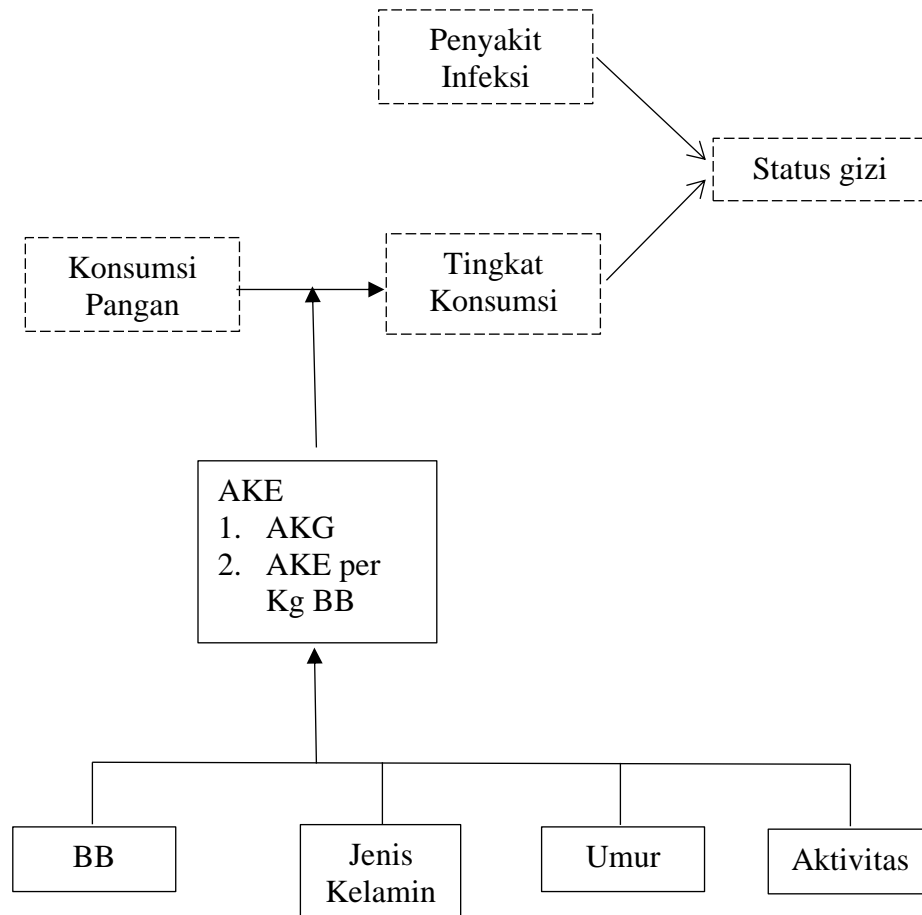 Penyakit
Infeksi
Status gizi
Konsumsi
Pangan
Tingkat
Konsumsi
AKE
1. AKG
2. AKE per
Kg BB
BB
Jenis
Kelamin
Umur
Aktivitas